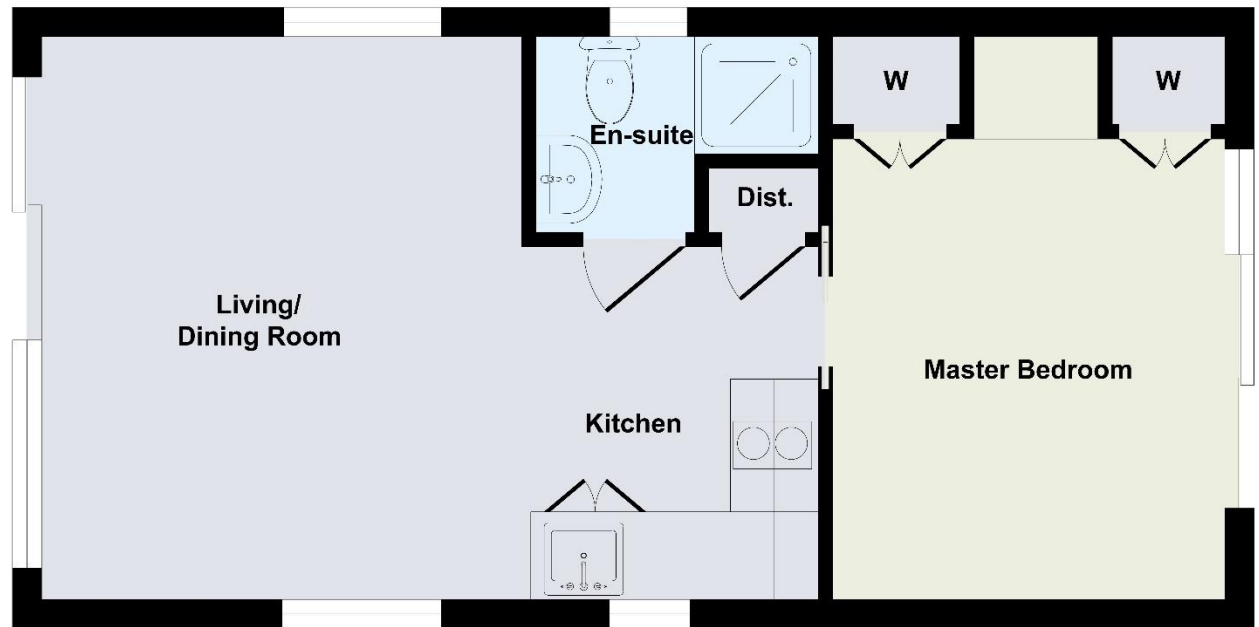 W
W
En-suite
Dist.
Living/
Dining Room
Master Bedroom
Kitchen